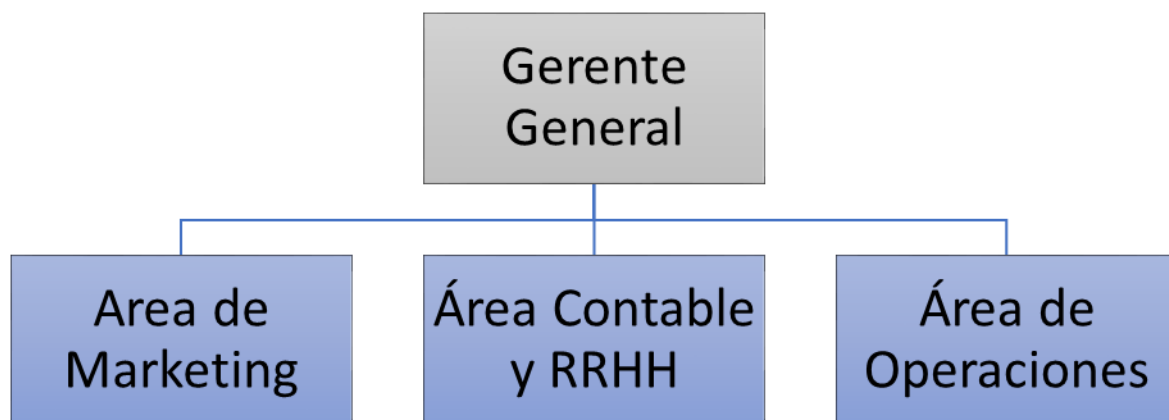 Gerente
General
Area de
Marketing
Área Contable
y RRHH
Área de
Operaciones